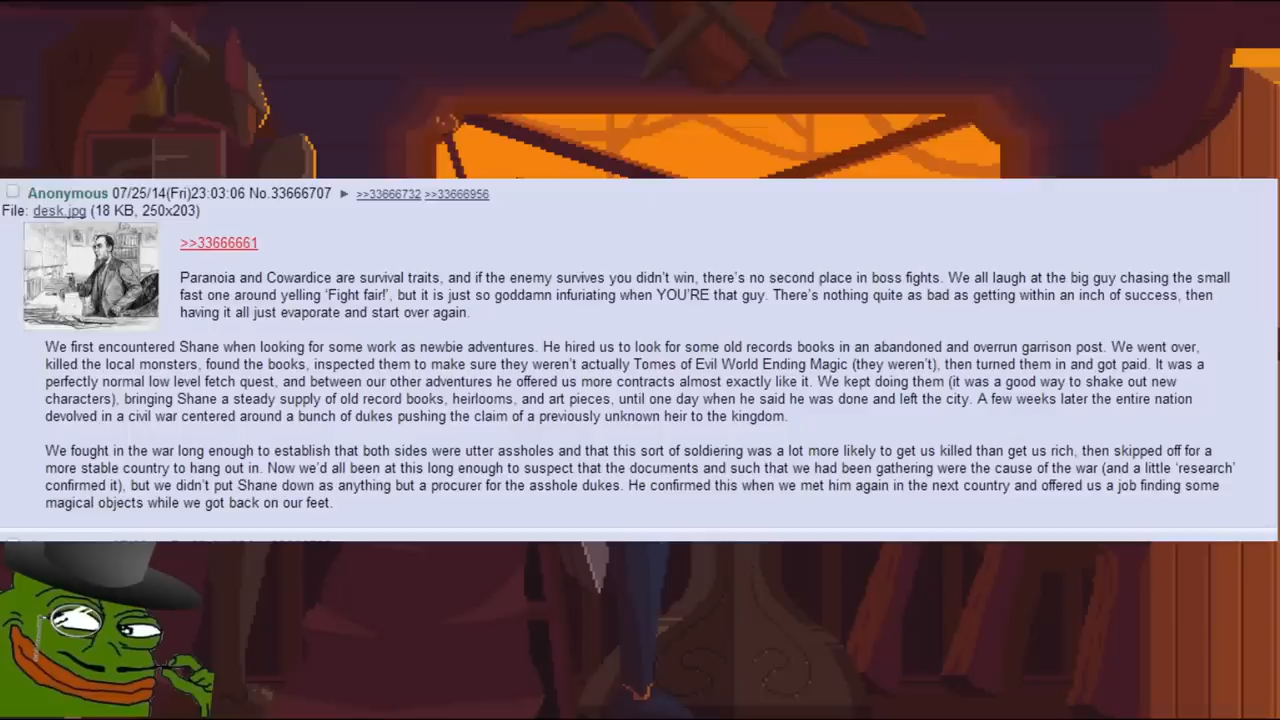 Anonymous 07/25/14(Fri)23:03:06 No.33666707 ► >>33666732 >>33666956
File: desk.jpg (18 KB, 250x203)
>>33666661
Paranoia and Cowardice are survival traits, and if the enemy survives you didn't win, there's no second place in boss fights. We all laugh at the big guy chasing the small
fast one around yelling 'Fight fair!', but it is just so goddamn infuriating when YOU'RE that guy. There's nothing quite as bad as getting within an inch of success, then
having it all just evaporate and start over again.
We first encountered Shane when looking for some work as newbie adventures. He hired us to look for some old records books in an abandoned and overrun garrison post. We went over,
killed the local monsters, found the books, inspected them to make sure they weren't actually Tomes of Evil World Ending Magic (they weren't), then turned them in and got paid. It was a
perfectly normal low level fetch quest, and between our other adventures he offered us more contracts almost exactly like it. We kept doing them (it was a good way to shake out new
characters), bringing Shane a steady supply of old record books, heirlooms, and art pieces, until one day when he said he was done and left the city. A few weeks later the entire nation
devolved in a civil war centered around a bunch of dukes pushing the claim of a previously unknown heir to the kingdom.
We fought in the war long enough to establish that both sides were utter assholes and that this sort of soldiering was a lot more likely to get us killed than get us rich, then skipped off for a
more stable country to hang out in. Now we'd all been at this long enough to suspect that the documents and such that we had been gathering were the cause of the war (and a little 'research'
confirmed it), but we didn't put Shane down as anything but a procurer for the asshole dukes. He confirmed this when we met him again in the next country and offered us a job finding some
magical objects while we got back on our feet.